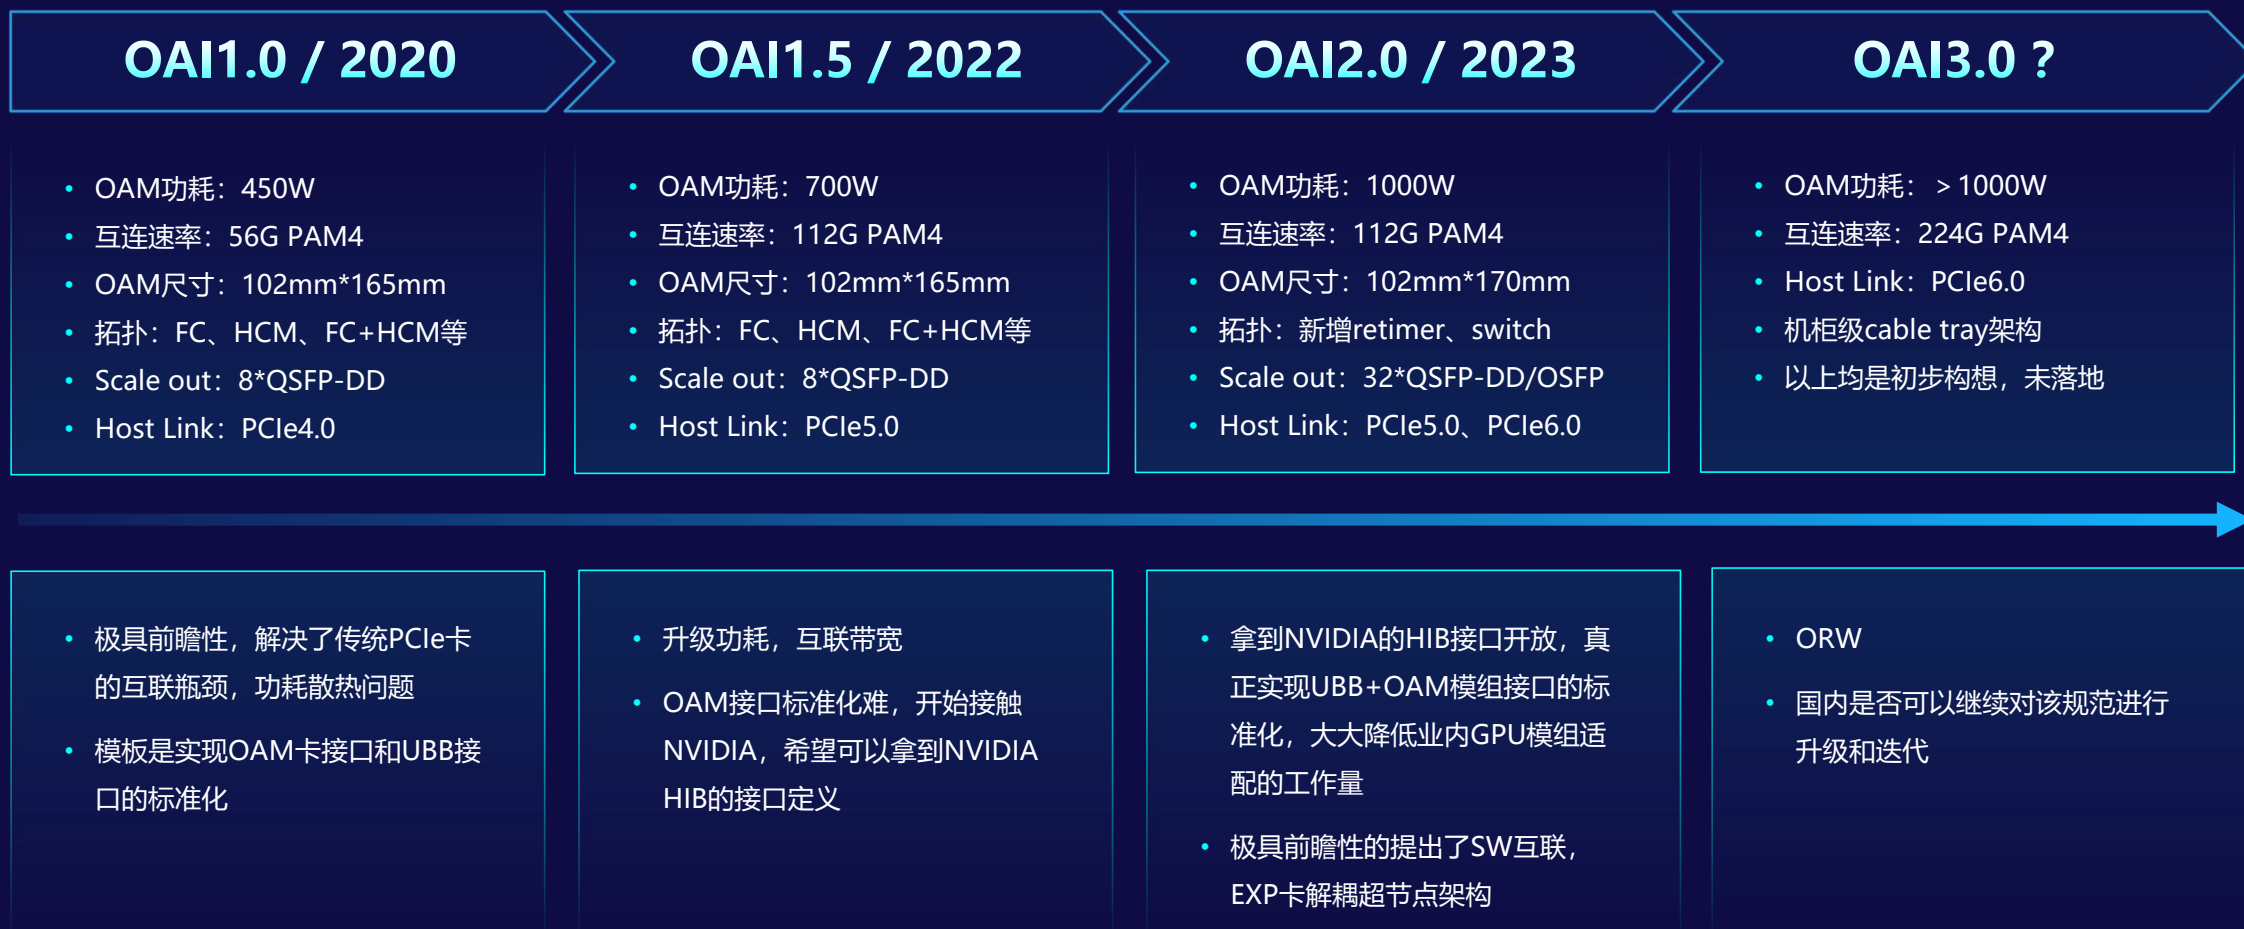 OAI1.0 / 2020
OAM功耗：450W
互连速率：56G PAM4
OAM尺寸：102mm*165mm
拓扑：FC、HCM、FC+HCM等
Scale out：8*QSFP-DD
Host Link：PCIe4.0
OAI1.5 / 2022
OAM功耗：700W
互连速率：112G PAM4
OAM尺寸：102mm*165mm
拓扑：FC、HCM、FC+HCM等
Scale out：8*QSFP-DD
Host Link：PCIe5.0
OAI2.0 / 2023
OAM功耗：1000W
互连速率：112G PAM4
OAM尺寸：102mm*170mm
拓扑：新增retimer、switch
Scale out：32*QSFP-DD/OSFP
Host Link：PCIe5.0、PCIe6.0
OAI3.0？
OAM功耗：＞1000W
互连速率：224G PAM4
Host Link：PCIe6.0
机柜级cable tray架构
以上均是初步构想，未落地
极具前瞻性，解决了传统PCIe卡
的互联瓶颈，功耗散热问题
模板是实现OAM卡接口和UBB接
口的标准化
升级功耗，互联带宽
OAM接口标准化难，开始接触
NVIDIA，希望可以拿到NVIDIA
HIB的接口定义
拿到NVIDIA的HIB接口开放，真
正实现UBB+OAM模组接口的标
准化，大大降低业内GPU模组适
配的工作量
极具前瞻性的提出了SW互联，
EXP卡解耦超节点架构
ORW
国内是否可以继续对该规范进行
升级和迭代